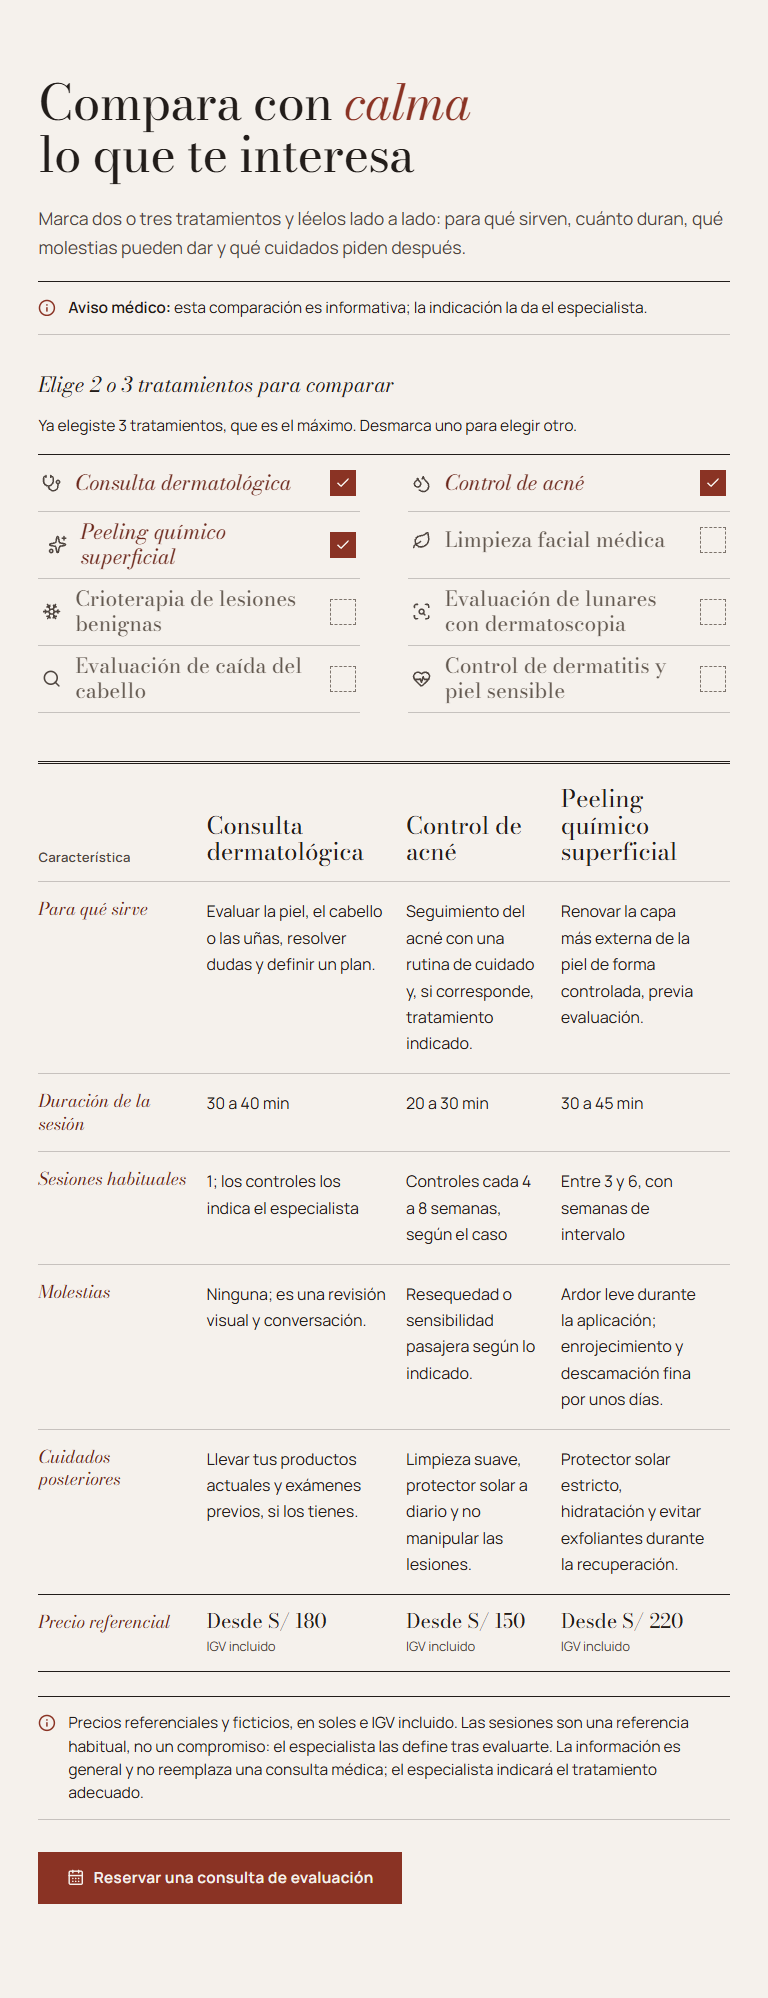 Compara con calma
lo que te interesa
Marca dos o tres tratamientos y léelos lado a lado: para qué sirven, cuánto duran, qué
molestias pueden dar y qué cuidados piden después.
Aviso médico: esta comparación es informativa; la indicación la da el especialista.
Elige 2 o 3 tratamientos para comparar
Ya elegiste 3 tratamientos, que es el máximo. Desmarca uno para elegir otro.
Consulta dermatológica
Control de acné
Peeling químico
superficial
Limpieza facial médica
Crioterapia de lesiones
benignas
Evaluación de lunares
con dermatoscopia
Evaluación de caída del
cabello
Control de dermatitis y
piel sensible
Característica
Consulta
dermatológica
Control de
acné
Peeling
químico
superficial
Para qué sirve
Evaluar la piel, el cabello
o las uñas, resolver
dudas y definir un plan.
Seguimiento del
acné con una
rutina de cuidado
y, si corresponde,
tratamiento
indicado.
Renovar la capa
más externa de la
piel de forma
controlada, previa
evaluación.
Duración de la
sesión
30 a 40 min
20 a 30 min
30 a 45 min
Sesiones habituales
1; los controles los
indica el especialista
Controles cada 4
a 8 semanas,
según el caso
Entre 3 y 6, con
semanas de
intervalo
Molestias
Ninguna; es una revisión
visual y conversación.
Resequedad o
sensibilidad
pasajera según lo
indicado.
Ardor leve durante
la aplicación;
enrojecimiento y
descamación fina
por unos días.
Cuidados
posteriores
Llevar tus productos
actuales y exámenes
previos, si los tienes.
Limpieza suave,
protector solar a
diario y no
manipular las
lesiones.
Protector solar
estricto,
hidratación y evitar
exfoliantes durante
la recuperación.
Precio referencial
Desde S/ 180
IGV incluido
Desde S/ 150
IGV incluido
Desde S/ 220
IGV incluido
Precios referenciales y ficticios, en soles e IGV incluido. Las sesiones son una referencia
habitual, no un compromiso: el especialista las define tras evaluarte. La información es
general y no reemplaza una consulta médica; el especialista indicará el tratamiento
adecuado.
Reservar una consulta de evaluación